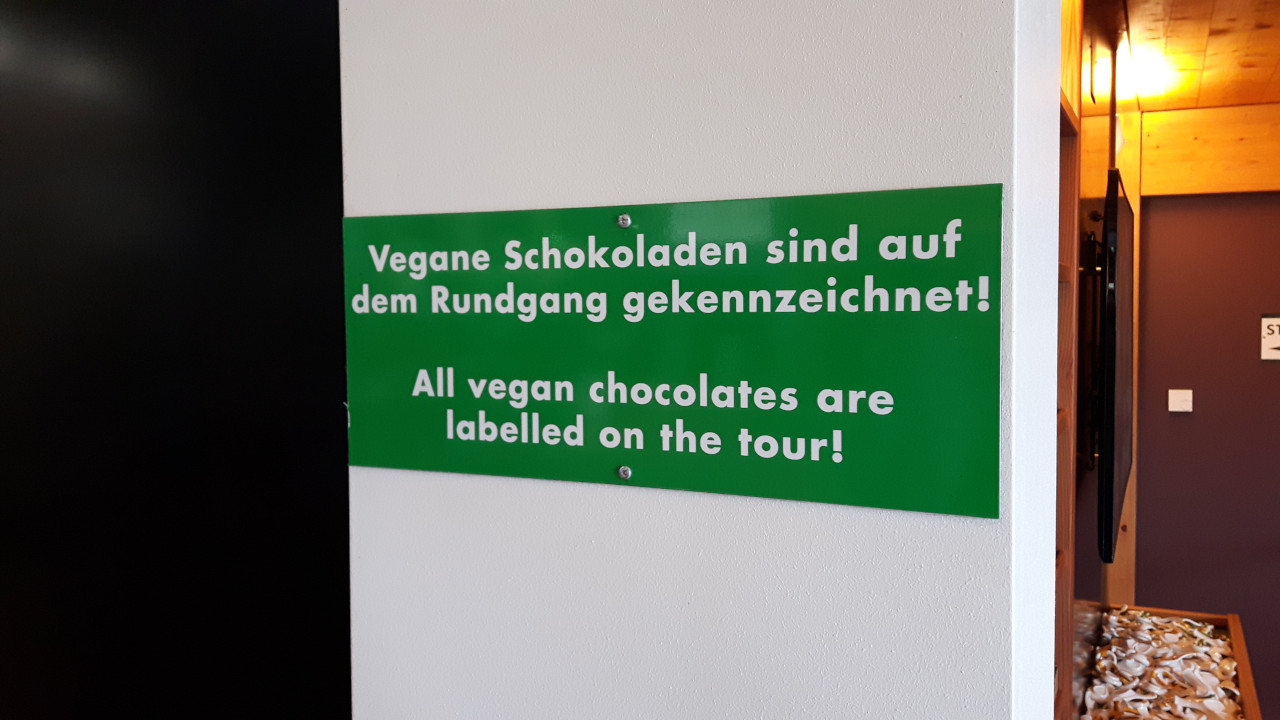 Vegane Schokoladen sind auf
dem Rundgang gekennzeichnet!
All vegan chocolates are
labelled on the tour!